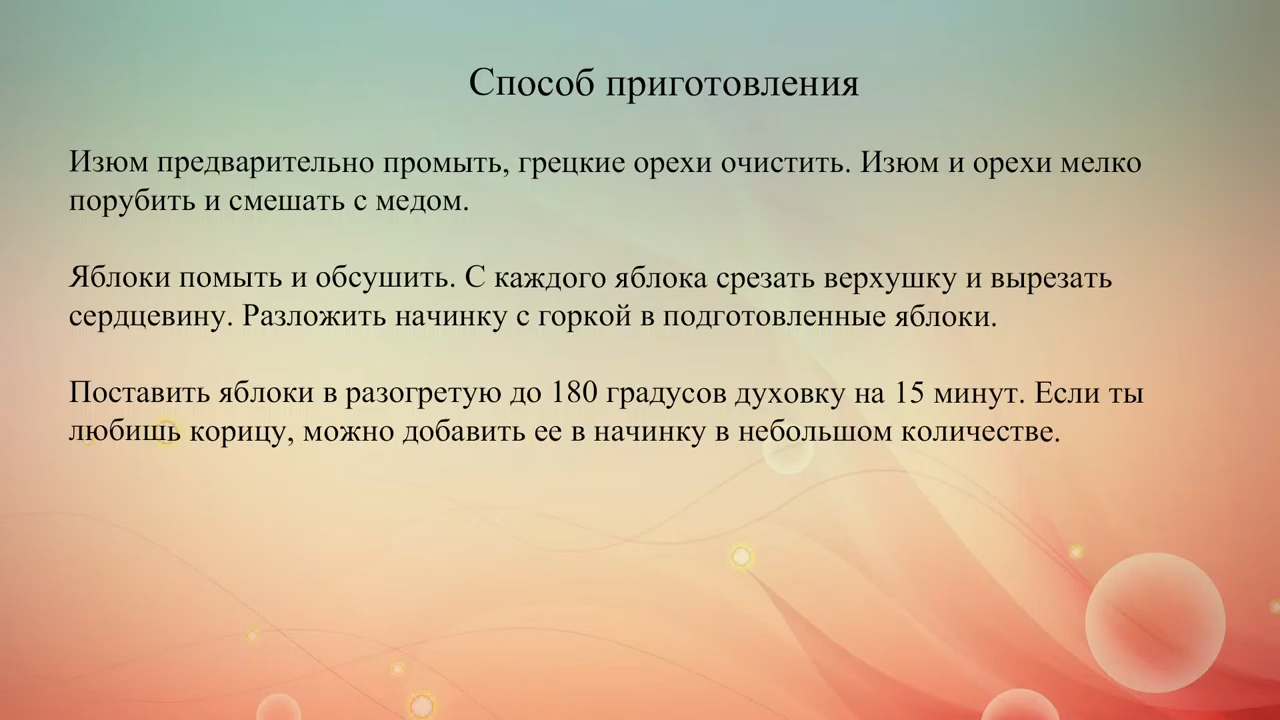 Способ приготовления
Изюм предварительно промыть, грецкие орехи очистить. Изюм и орехи мелко
порубить и смешать с медом.
Яблоки помыть и обсушить. С каждого яблока срезать верхушку и вырезать
сердцевину. Разложить начинку с горкой в подготовленные яблоки.
Поставить яблоки в разогретую до 180 градусов духовку на 15 минут. Если ты
любишь корицу, можно добавить ее в начинку в небольшом количестве.